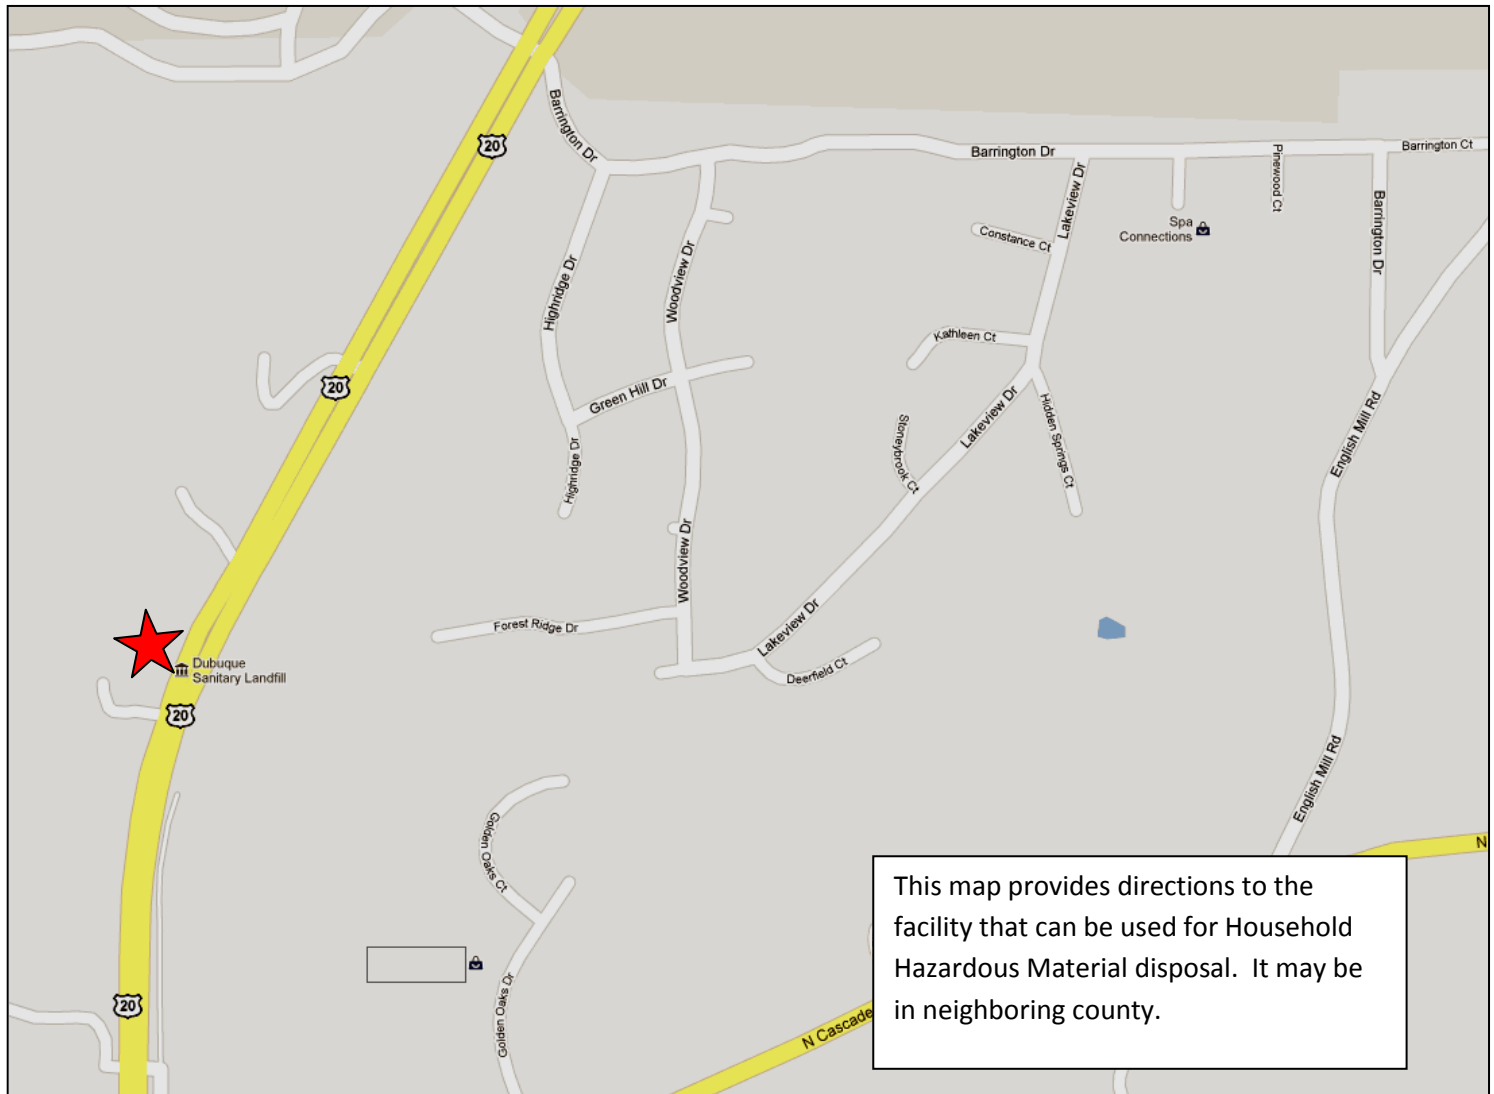 Barrington Dr
20
Barrington Dr
Barrington Ct
Pinewood Ct
Lakeview Dr
Barrington Dr
Spa
Connections
Constance Ct
Highridge Dr
Woodview Dr
Kathleen Ct
20
Green Hill Dr
Lakeview Dr
Hidden Springs Ct
English Mill Rd
Stoneybrook Ct
Highridge Dr
Woodview Dr
Forest Ridge Dr
Lakeview Dr
Dubuque
Sanitary Landfill
Deerfield Ct
20
English Mill Rd
Golden Oaks Ct
N
This map provides directions to the
facility that can be used for Household
Hazardous Material disposal.  It may be
in neighboring county.
20
Golden Oaks Dr
N Cascade